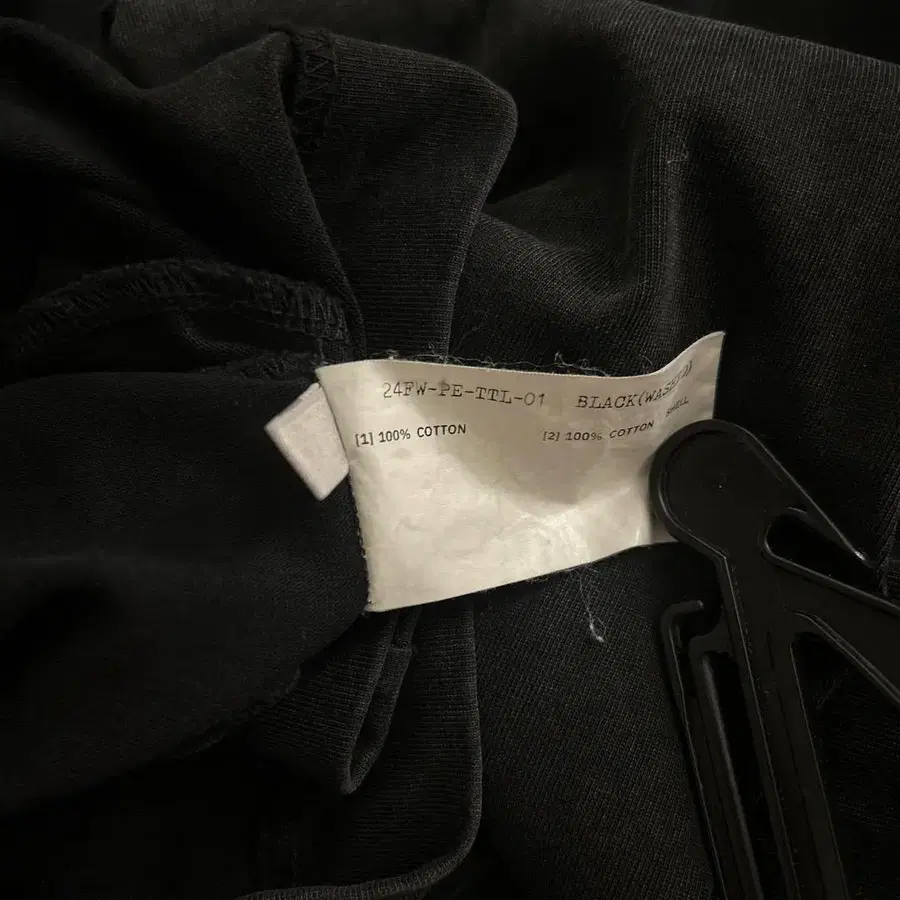 24FW-PE-TTL-01 BLACK(WASHED)
[1] 100% COTTON [2] 100% COTTON SHELL